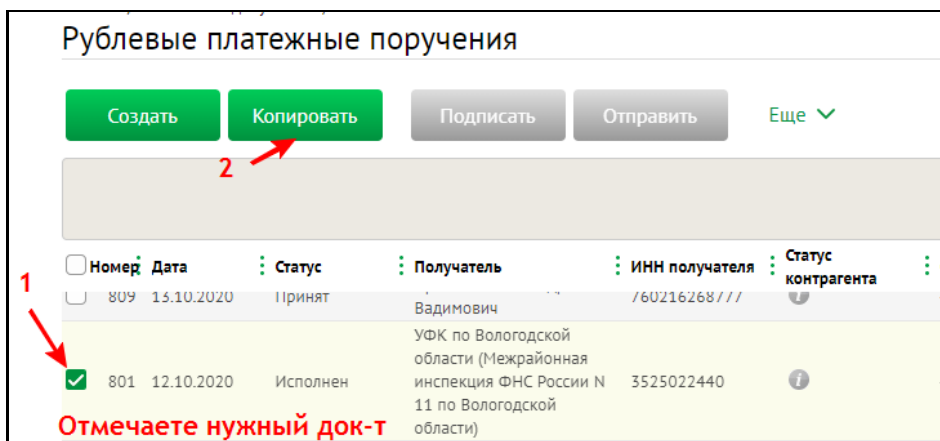 Рублевые платежные поручения
Создать
Копировать
Подписать
Отправить
Еще
2
Номер
Дата
Статус
Получатель
ИНН получателя
Статус
контрагента
1
809
13.10.2020
Принят
Вадимович
760216268777
801
12.10.2020
Исполнен
УФК по Вологодской
области (Межрайонная
инспекция ФНС России N
11 по Вологодской
области)
3525022440
Отмечаете нужный док-т